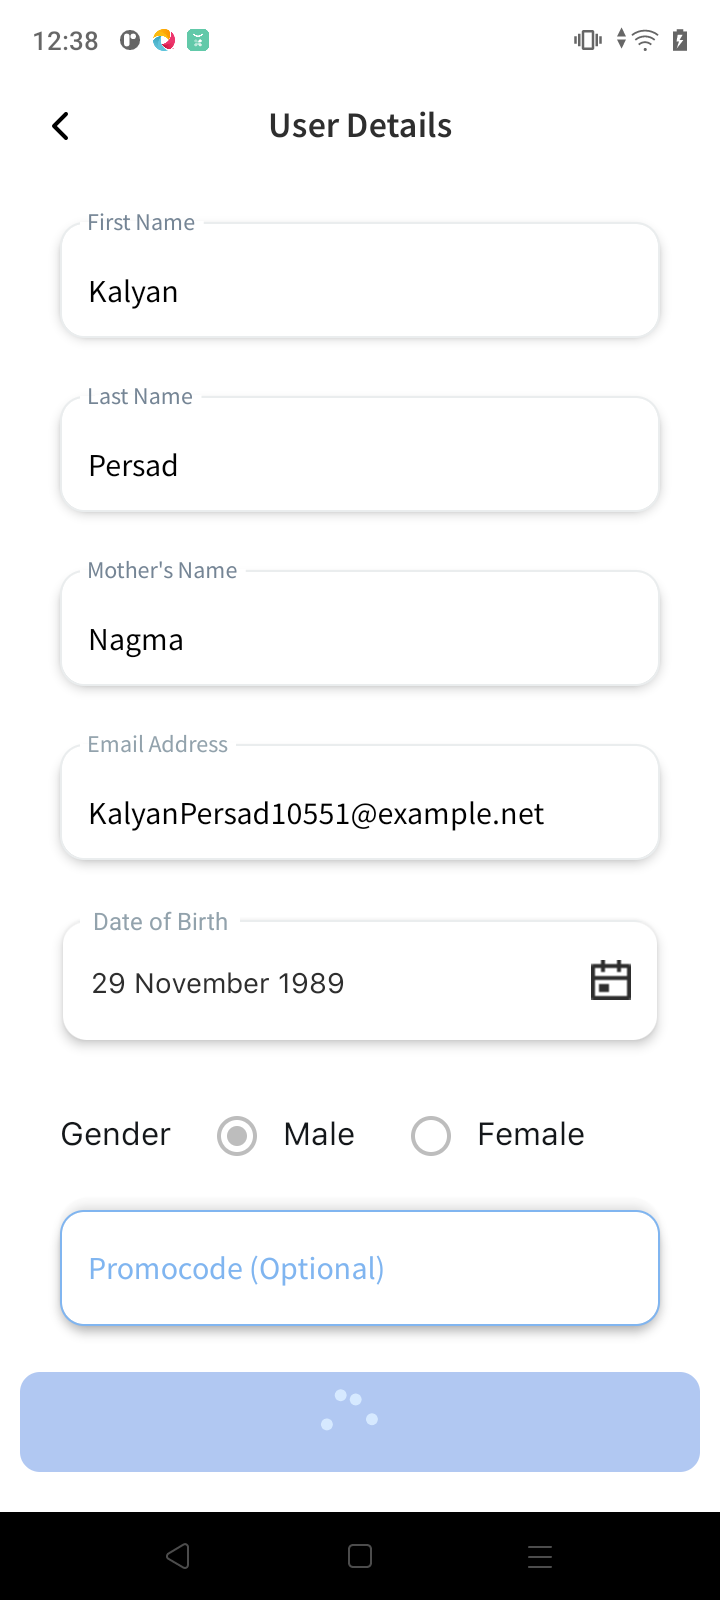 12:38
User Details
First Name
Kalyan
Last Name
Persad
Mother's Name
Nagma
Email Address
KalyanPersad10551@example.net
Date of Birth
29 November 1989
Gender Male Female
Promocode (Optional)